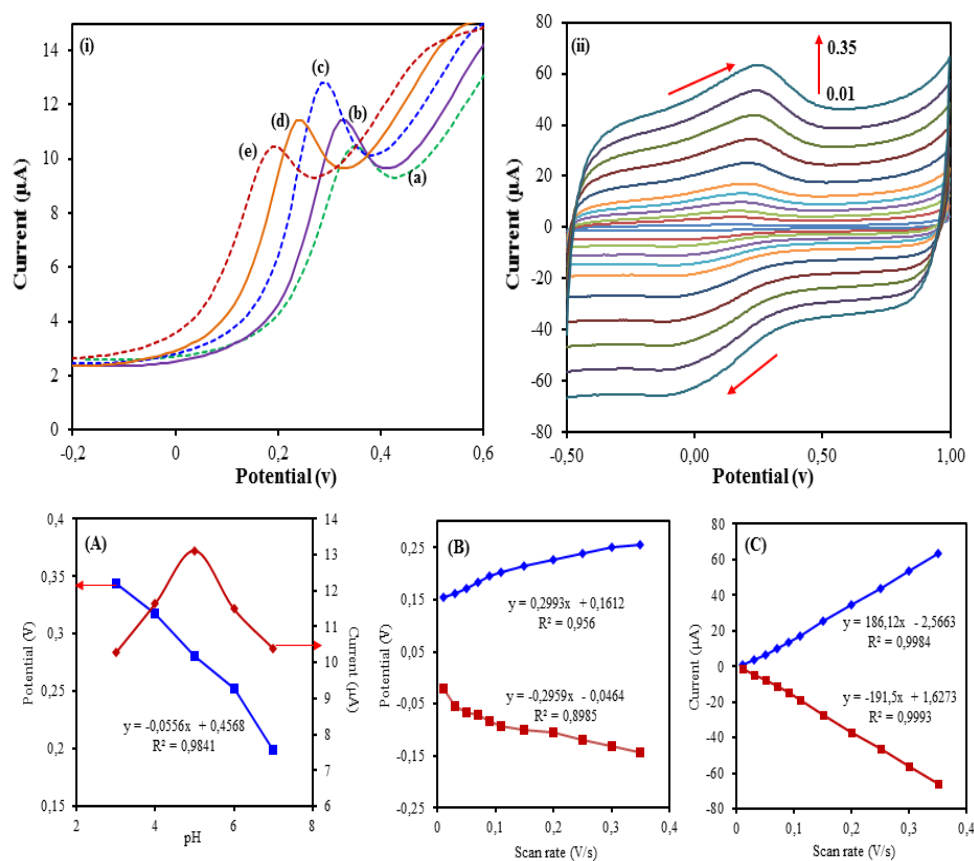 (i)
14
12
10
8
6
4
2
0
-0,2
0
0,2
0,4
0,6
Current (µA)
Potential (v)
(a)
(b)
(c)
(d)
(e)
(ii)
80
60
40
20
0
-20
-40
-60
-80
-0,50
0,00
0,50
1,00
Current (µA)
Potential (v)
0.35
0.01
(A)
0,4
0,35
0,3
0,25
0,2
0,15
2
4
6
8
14
13
12
11
10
9
8
7
6
Potential (V)
Current (µA)
pH
y = -0,0556x + 0,4568
R² = 0,9841
(B)
0,25
0,15
0,05
-0,05
-0,15
-0,25
0
0,1
0,2
0,3
0,4
Potential (V)
Scan rate (V/s)
y = 0,2993x + 0,1612
R² = 0,956
y = -0,2959x - 0,0464
R² = 0,8985
(C)
80
60
40
20
0
-20
-40
-60
-80
0
0,1
0,2
0,3
0,4
Current (µA)
Scan rate (V/s)
y = 186,12x - 2,5663
R² = 0,9984
y = -191,5x + 1,6273
R² = 0,9993